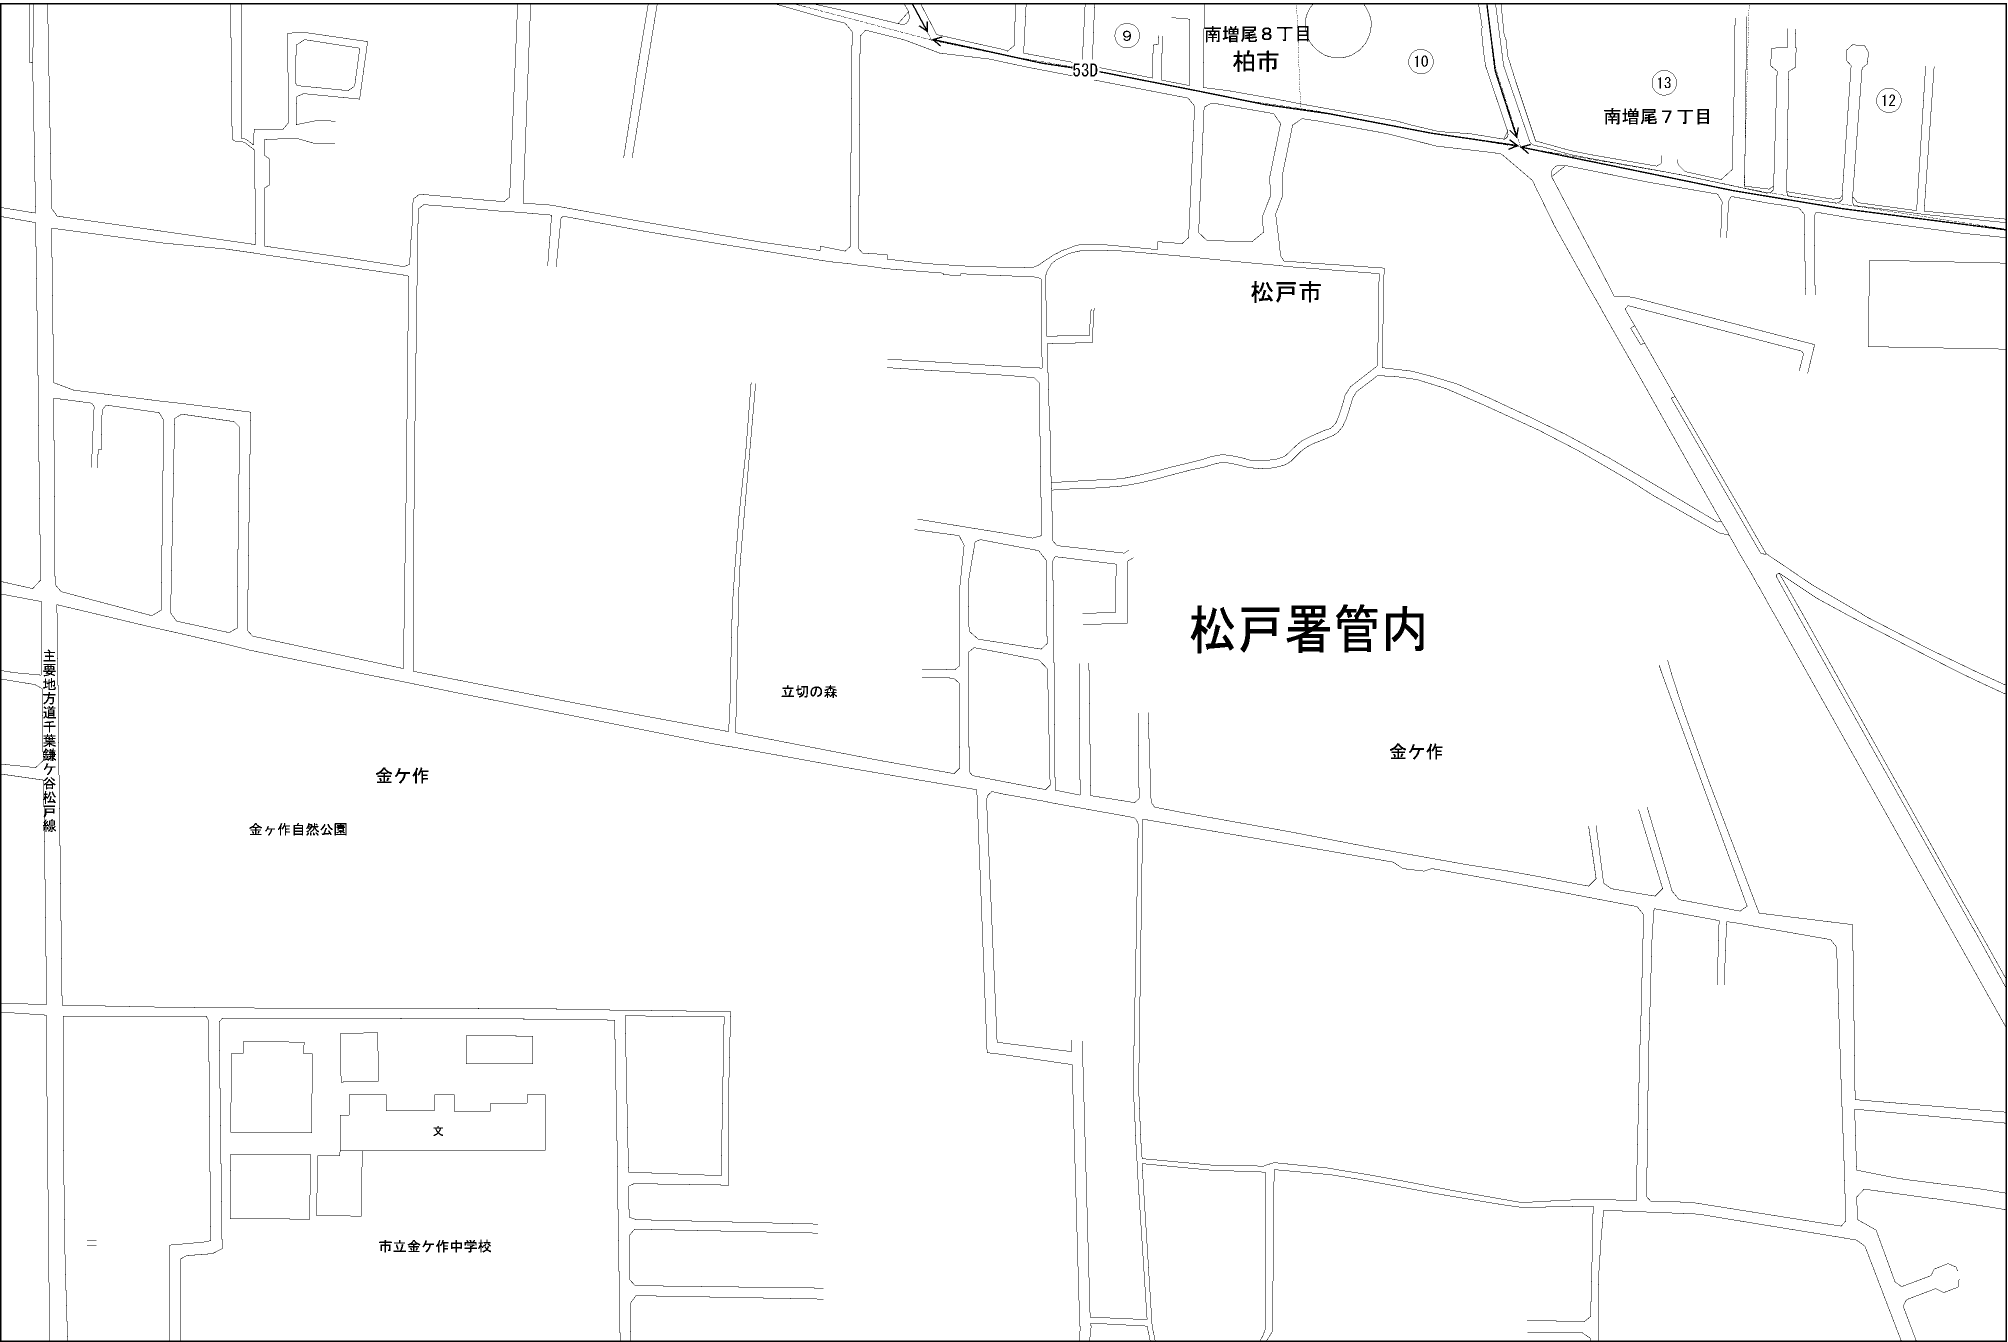 ⑨
南増尾８丁目
柏市
53D
⑩
⑬
南増尾７丁目
⑫
松戸市
松戸署管内
主要地方道千葉鎌ケ谷松戸線
立切の森
金ケ作
金ケ作
金ヶ作自然公園
文
市立金ケ作中学校